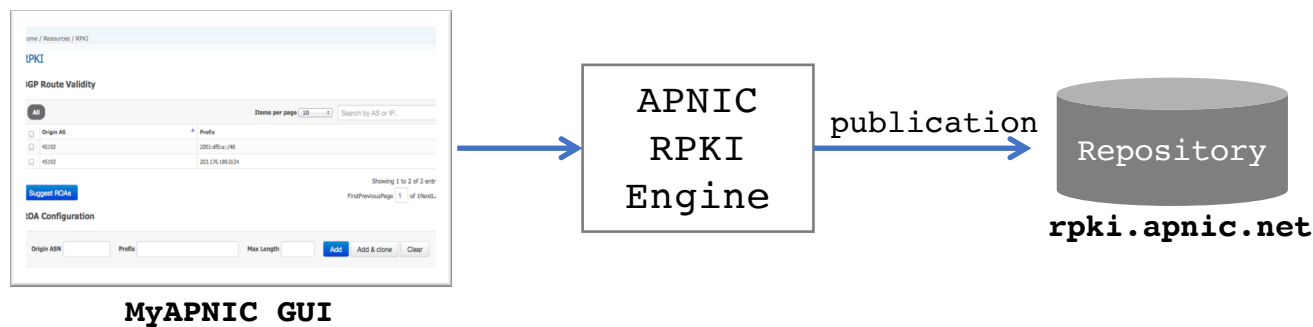 ome / Resources / RPKI
RPKI
BGP Route Validity
All
Items per page 10
Search by AS or IP...
Origin AS
Prefix
45192
2001:df0:a::/48
45192
203.176.189.0/24
Showing 1 to 2 of 2 entr
Suggest ROAs
FirstPreviousPage 1 of 1NextL
ROA Configuration
Origin ASN
Prefix
Max Length
Add
Add & clone
Clear
MyAPNIC GUI
APNIC
RPKI
Engine
publication
Repository
rpki.apnic.net